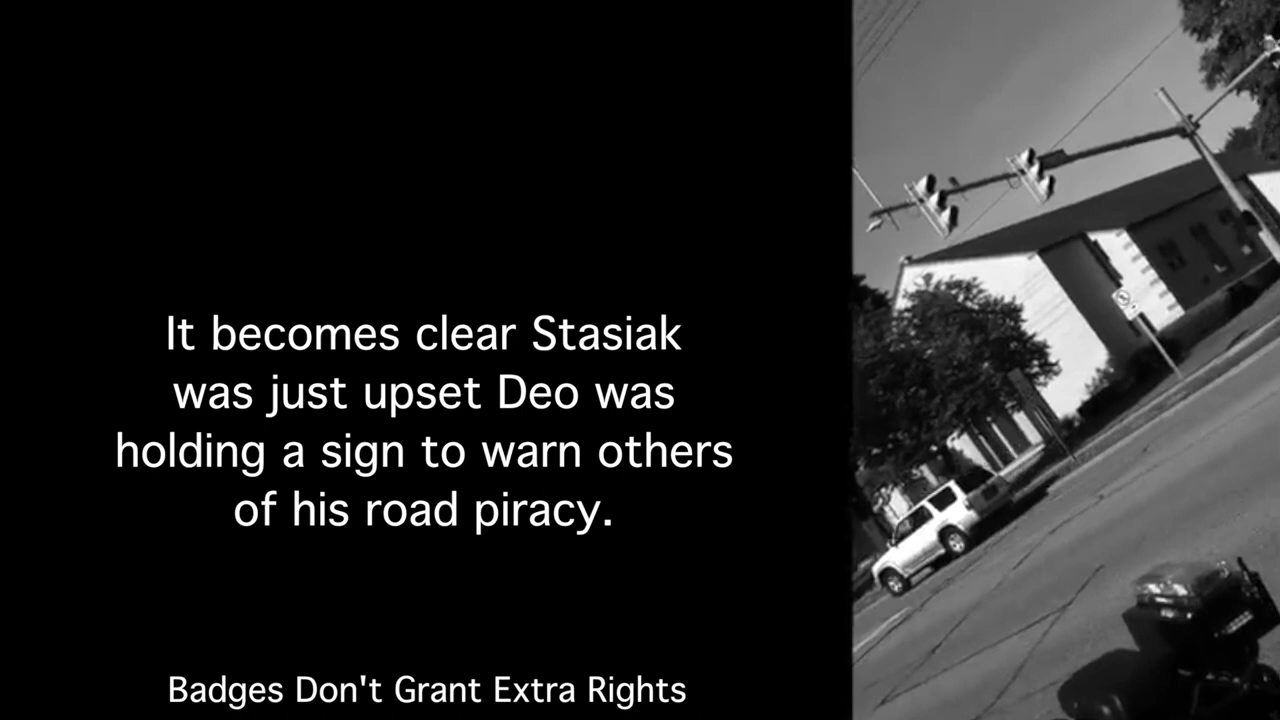 It becomes clear Stasiak
was just upset Deo was
holding a sign to warn others
of his road piracy.
Badges Don't Grant Extra Rights